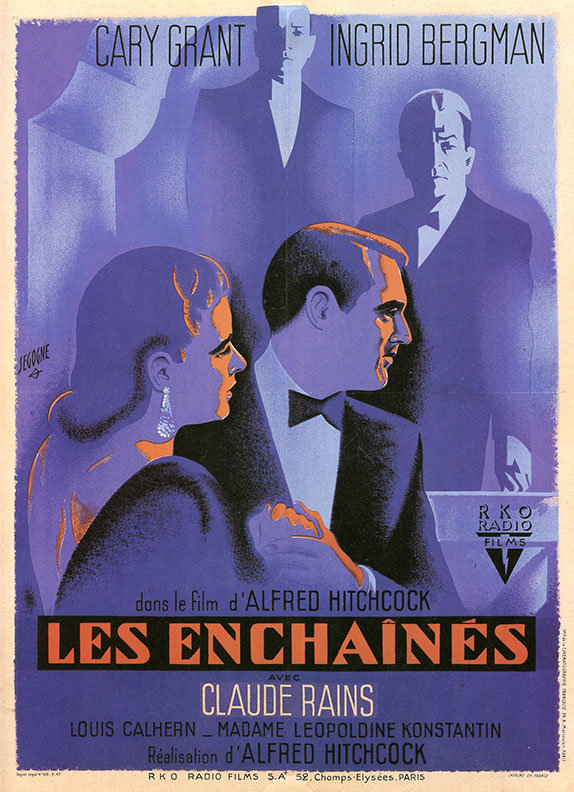 CARY GRANT INGRID BERGMAN
SEGOGNE
RKO
RADIO
FILMS
dans le film d'ALFRED HITCHCOCK
LES ENCHAÎNÉS
AVEC
CLAUDE RAINS
LOUIS CALHERN _ MADAME LEOPOLDINE KONSTANTIN
Réalisation d'ALFRED HITCHCOCK
RKO RADIO FILMS S.A 52, Champs-Elysées, PARIS
IMPRIMÉ EN FRANCE